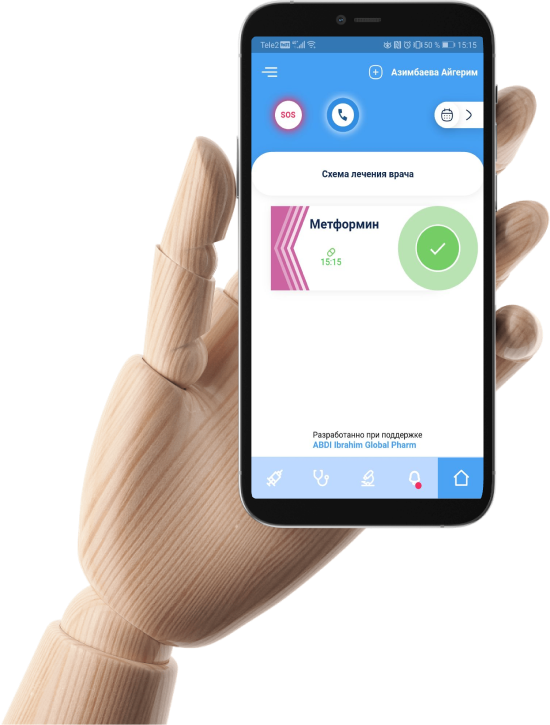 Tele2 50 % 15:15
Азимбаева Айгерим
SOS
Схема лечения врача
Метформин
15:15
Разработанно при поддержке
ABDI Ibrahim Global Pharm